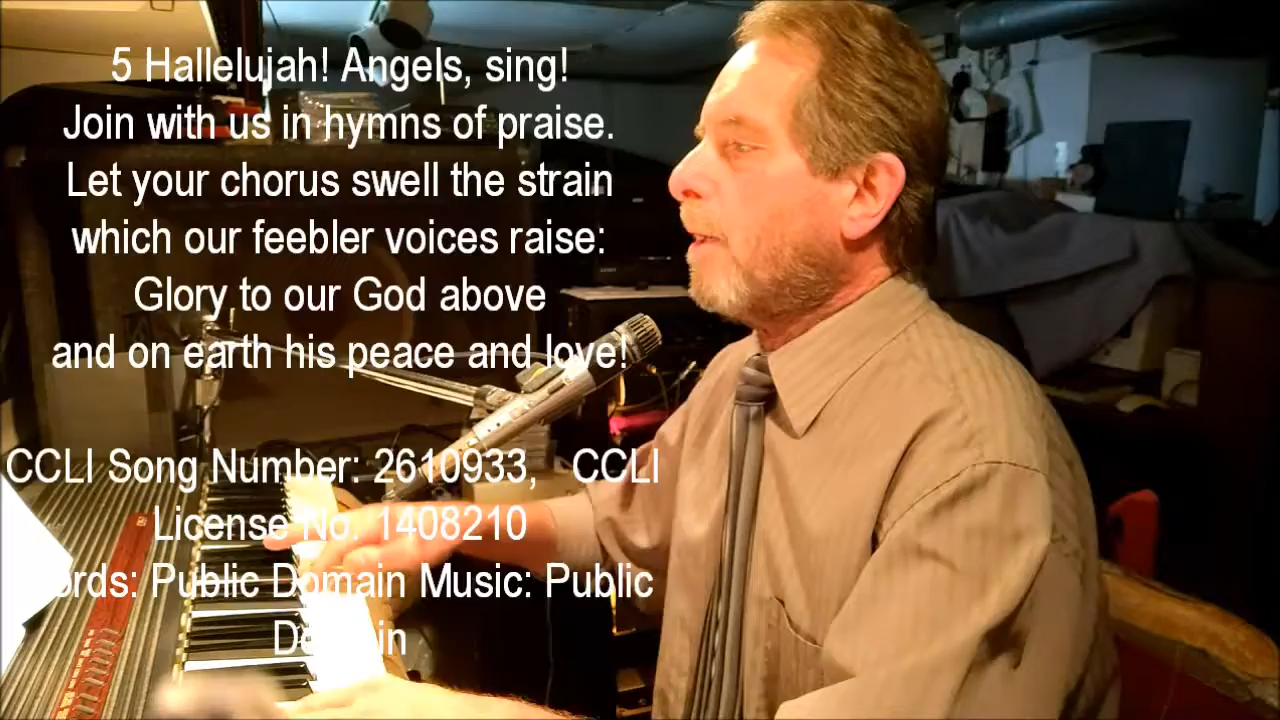 5 Hallelujah! Angels, sing!
Join with us in hymns of praise.
Let your chorus swell the strain
which our feebler voices raise:
Glory to our God above
and on earth his peace and love!
CCLI Song Number: 2610933, CCLI
License No. 1408210
Words: Public Domain Music: Public
Domain